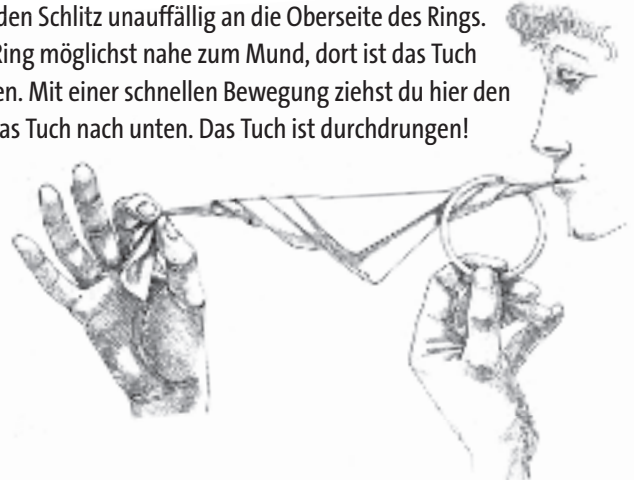 den Schlitz unauffällig an die Oberseite des Rings.
Ring möglichst nahe zum Mund, dort ist das Tuch
en. Mit einer schnellen Bewegung ziehst du hier den
as Tuch nach unten. Das Tuch ist durchdrungen!